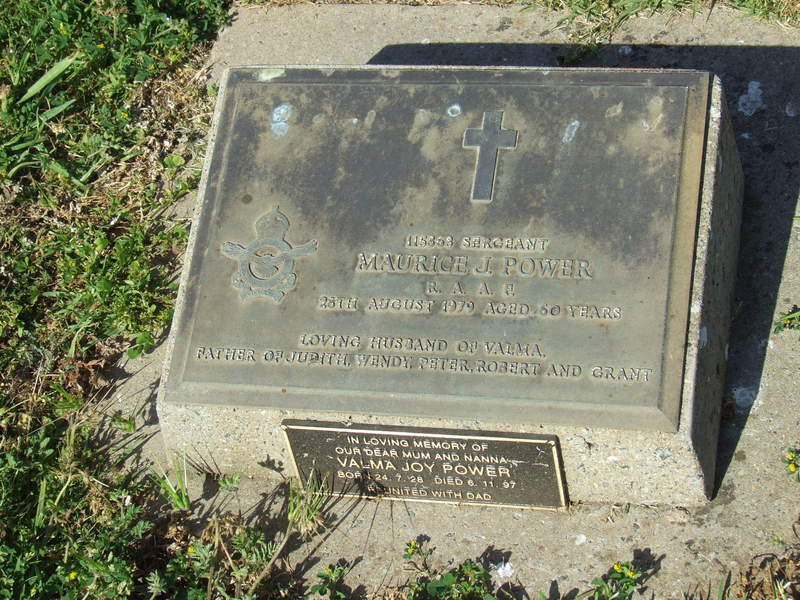 115353 SERGEANT
MAURICE J. POWER
R. A. A. F.
25TH AUGUST 1979 AGED 60 YEARS
LOVING HUSBAND OF VALMA,
FATHER OF JUDITH, WENDY, PETER, ROBERT AND GRANT
IN LOVING MEMORY OF
OUR DEAR MUM AND NANNA
VALMA JOY POWER
BORN 24. 7. 28 DIED 6. 11. 97
REUNITED WITH DAD